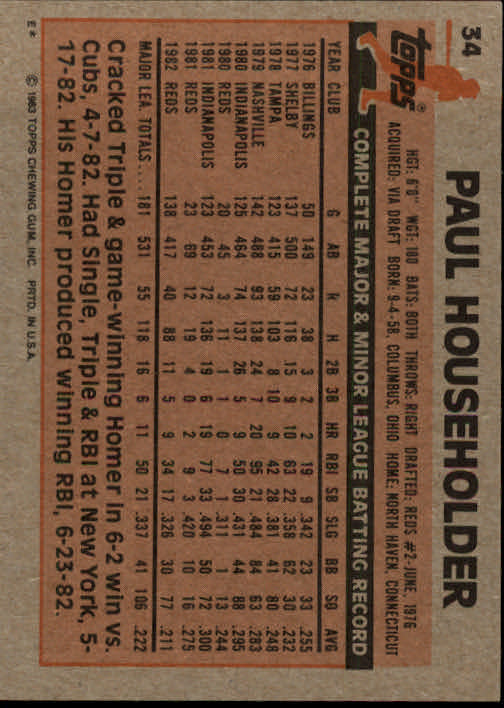 34
PAUL HOUSEHOLDER
TOPPS®
HGT: 6'0" WGT: 180 BATS: BOTH THROWS: RIGHT DRAFTED: REDS #2-JUNE, 1976
ACQUIRED: VIA DRAFT BORN: 9-4-58, COLUMBUS, OHIO HOME: NORTH HAVEN, CONNECTICUT
COMPLETE MAJOR & MINOR LEAGUE BATTING RECORD
YEAR CLUB G AB R H 2B 3B HR RBI SB SLG BB SO AVG
1976 BILLINGS 50 149 23 38 3 2 2 19 9 .342 23 33 .255
1977 SHELBY 137 500 72 116 15 9 10 63 22 .358 62 30 .232
1978 TAMPA 123 415 59 103 8 10 9 42 28 .381 41 80 .248
1979 NASHVILLE 142 488 93 138 24 7 20 95 21 .484 84 63 .283
1980 INDIANAPOLIS 125 464 74 137 26 5 9 50 30 .431 44 88 .295
1980 REDS 20 45 3 11 1 1 0 7 1 .311 1 13 .244
1981 INDIANAPOLIS 123 453 72 136 19 6 19 77 33 .494 50 72 .300
1981 REDS 23 69 12 19 4 0 2 9 3 .420 10 16 .275
1982 REDS 138 417 40 88 11 5 9 34 17 .326 30 77 .211
MAJOR LEA. TOTALS.... 181 531 55 118 16 6 11 50 21 .337 41 106 .222
Cracked Triple & game-winning Homer in 6-2 win vs.
Cubs, 4-7-82. Had Single, Triple & RBI at New York, 5-
17-82. His Homer produced winning RBI, 6-23-82.
E* © 1983 TOPPS CHEWING GUM, INC. PRTD. IN U.S.A.